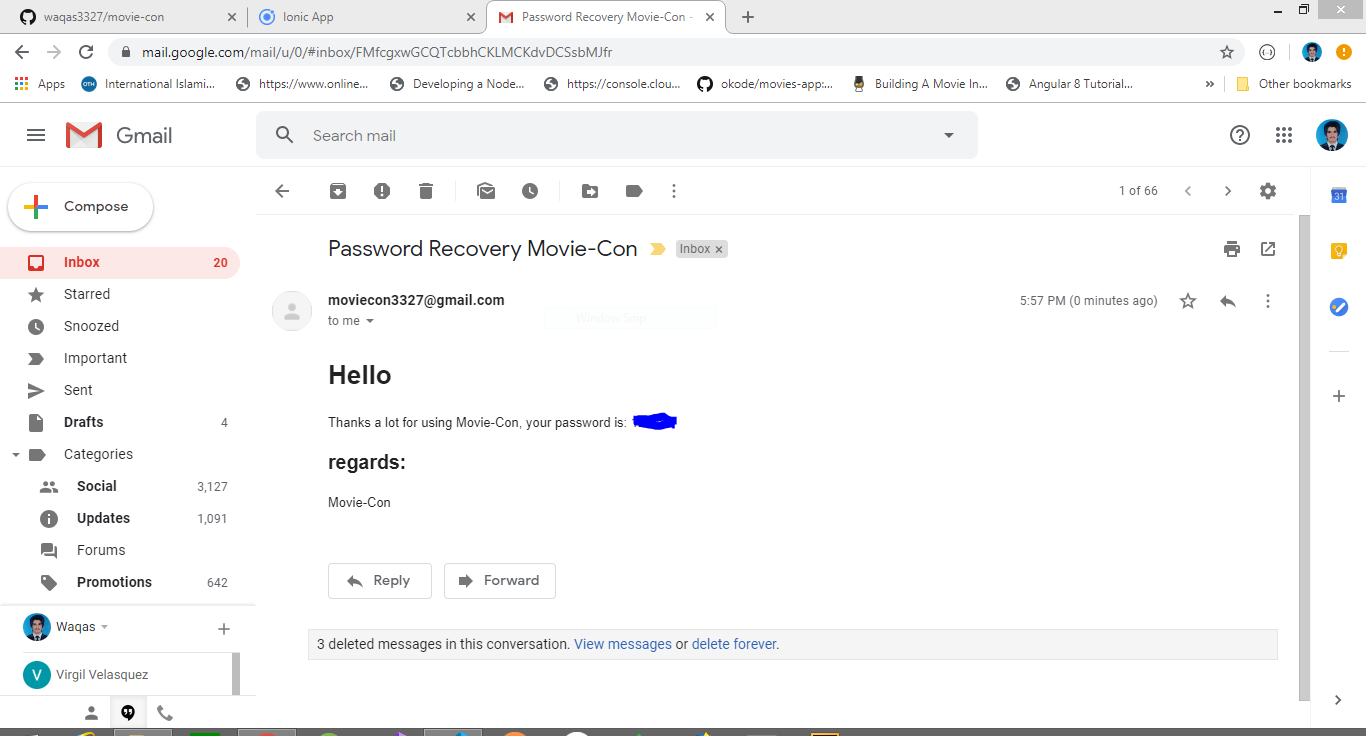 waqas3327/movie-con
Ionic App
Password Recovery Movie-Con -
mail.google.com/mail/u/0/#inbox/FMfcgxwGCQTcbbhCKLMCKdvDCSsbMJfr
Apps
International Islami...
https://www.online...
Developing a Node...
https://console.clou...
okode/movies-app:...
Building A Movie In...
Angular 8 Tutorial...
»
Other bookmarks
Gmail
Search mail
Compose
1 of 66
31
Inbox 20
Starred
Snoozed
Important
Sent
Drafts 4
Categories
Social 3,127
Updates 1,091
Forums
Promotions 642
Waqas
V Virgil Velasquez
Password Recovery Movie-Con
Inbox x
moviecon3327@gmail.com
5:57 PM (0 minutes ago)
to me
Window Snip
Hello
Thanks a lot for using Movie-Con, your password is:
regards:
Movie-Con
Reply
Forward
3 deleted messages in this conversation. View messages or delete forever.